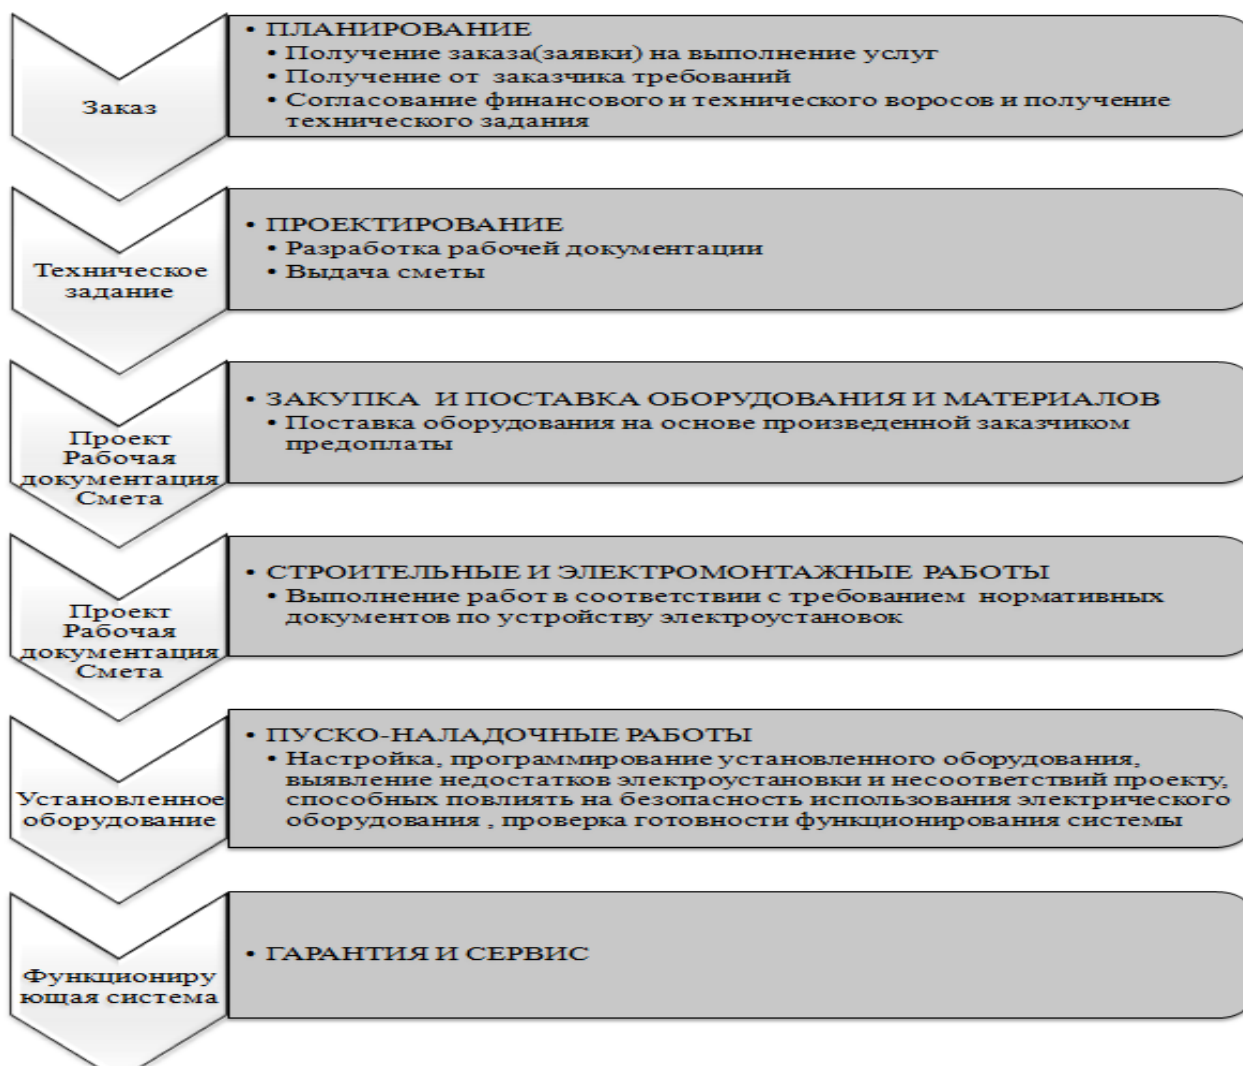 Заказ
• ПЛАНИРОВАНИЕ
• Получение заказа(заявки) на выполнение услуг
• Получение от заказчика требований
• Согласование финансового и технического воросов и получение
технического задания
Техническое
задание
• ПРОЕКТИРОВАНИЕ
• Разработка рабочей документации
• Выдача сметы
Проект
Рабочая
документация
Смета
• ЗАКУПКА И ПОСТАВКА ОБОРУДОВАНИЯ И МАТЕРИАЛОВ
• Поставка оборудования на основе произведенной заказчиком
предоплаты
Проект
Рабочая
документация
Смета
• СТРОИТЕЛЬНЫЕ И ЭЛЕКТРОМОНТАЖНЫЕ РАБОТЫ
• Выполнение работ в соответствии с требованием нормативных
документов по устройству электроустановок
Установленное
оборудование
• ПУСКО-НАЛАДОЧНЫЕ РАБОТЫ
• Настройка, программирование установленного оборудования,
выявление недостатков электроустановки и несоответствий проекту,
способных повлиять на безопасность использования электрического
оборудования , проверка готовности функционирования системы
Функциониру
ющая система
• ГАРАНТИЯ И СЕРВИС